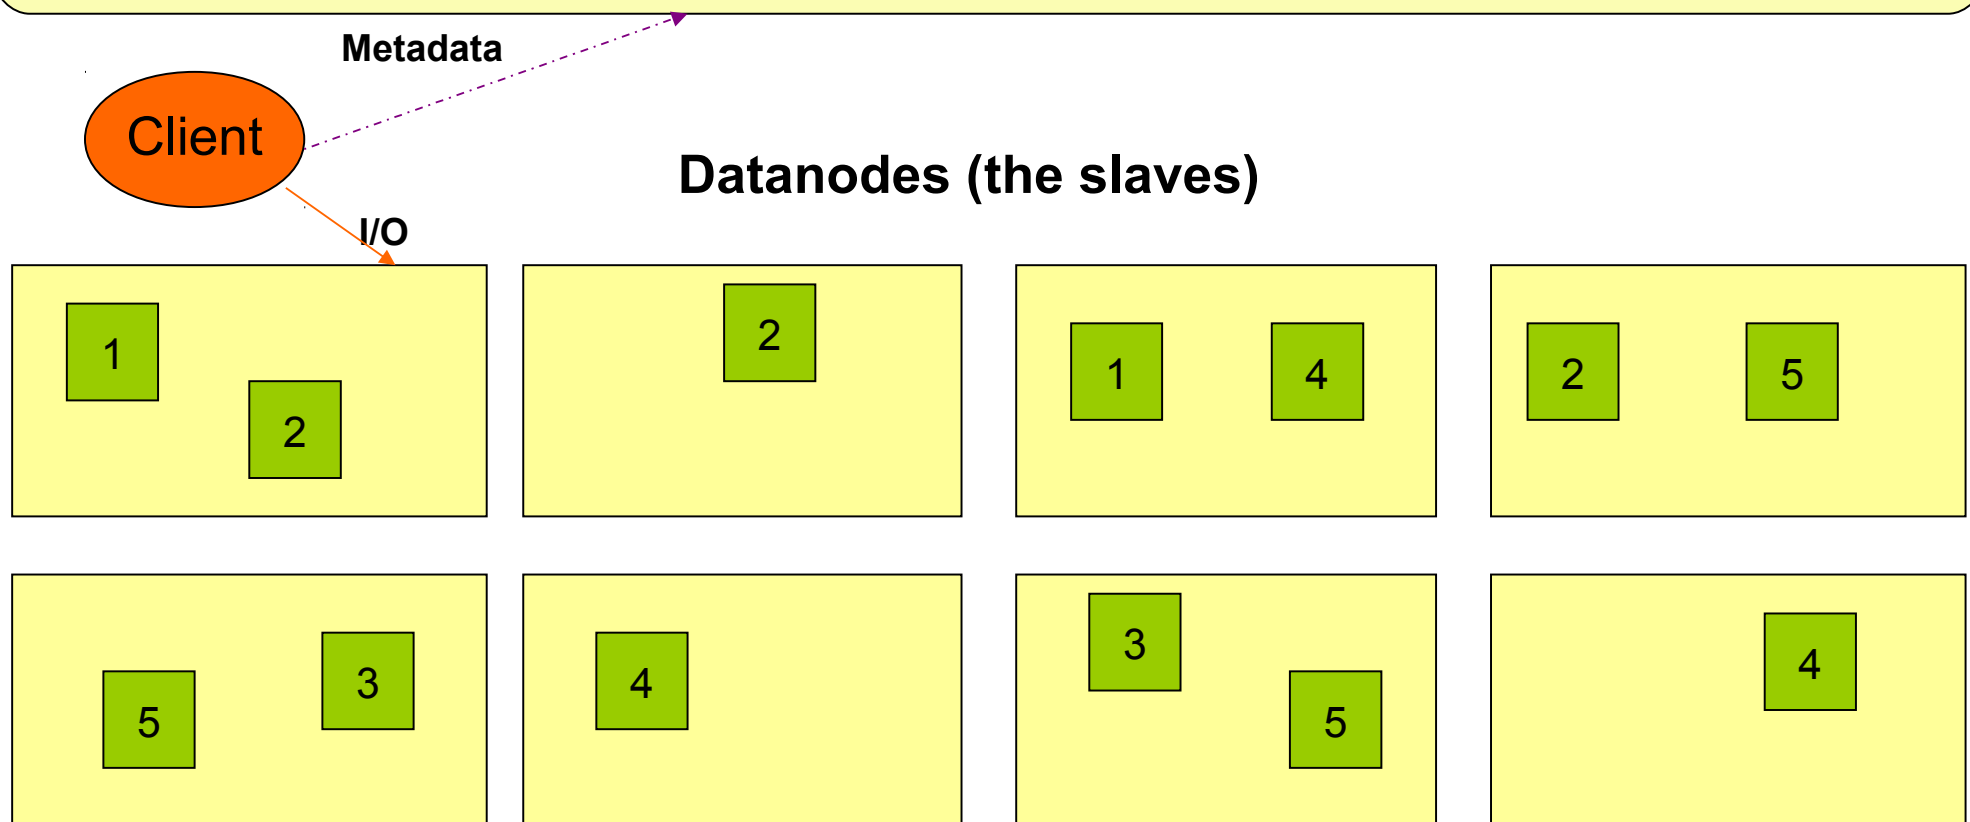 Metadata
Client
Datanodes (the slaves)
I/O
1
2
2
1 4
2 5
5 3
4
3
5
4